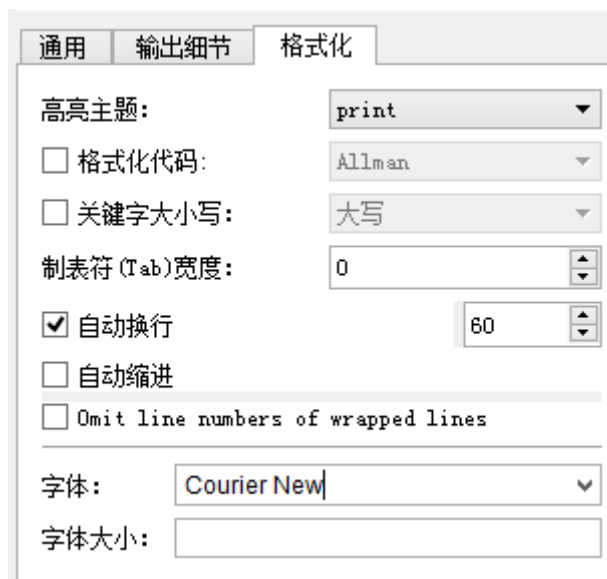 通用 输出细节 格式化
高亮主题: print
格式化代码: Allman
关键字大小写: 大写
制表符(Tab)宽度: 0
自动换行 60
自动缩进
Omit line numbers of wrapped lines
字体: Courier New
字体大小: